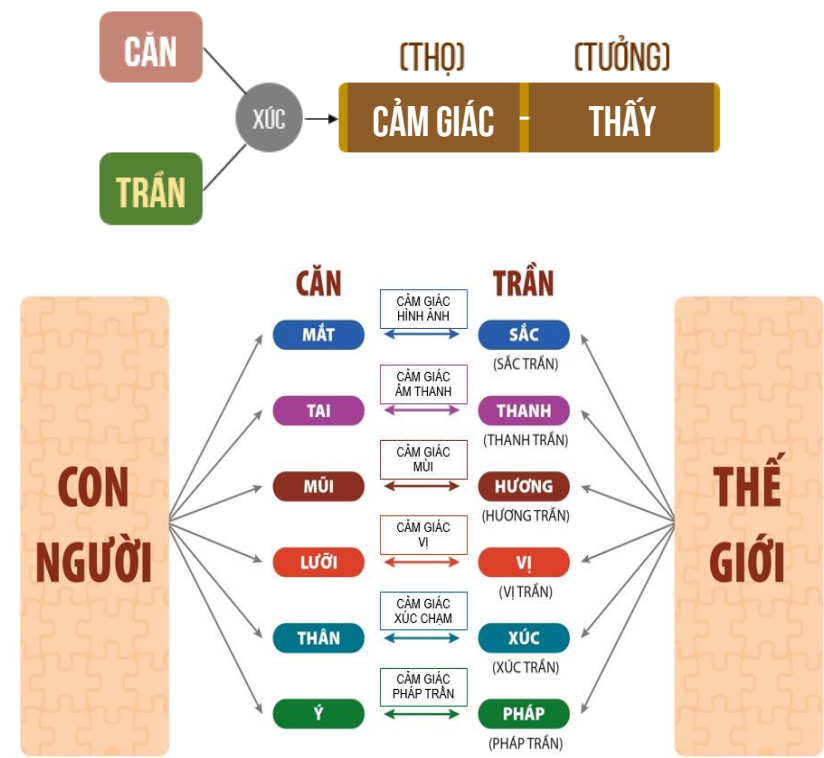 CĂN
TRẦN
XÚC
(THỌ) (TƯỞNG)
CẢM GIÁC - THẤY
CĂN TRẦN
CON
NGƯỜI
MẮT
CẢM GIÁC
HÌNH ẢNH
SẮC
(SẮC TRẦN)
TAI
CẢM GIÁC
ÂM THANH
THANH
(THANH TRẦN)
MŨI
CẢM GIÁC
MÙI
HƯƠNG
(HƯƠNG TRẦN)
LƯỠI
CẢM GIÁC
VỊ
VỊ
(VỊ TRẦN)
THÂN
CẢM GIÁC
XÚC CHẠM
XÚC
(XÚC TRẦN)
Ý
CẢM GIÁC
PHÁP TRẦN
PHÁP
(PHÁP TRẦN)
THẾ
GIỚI